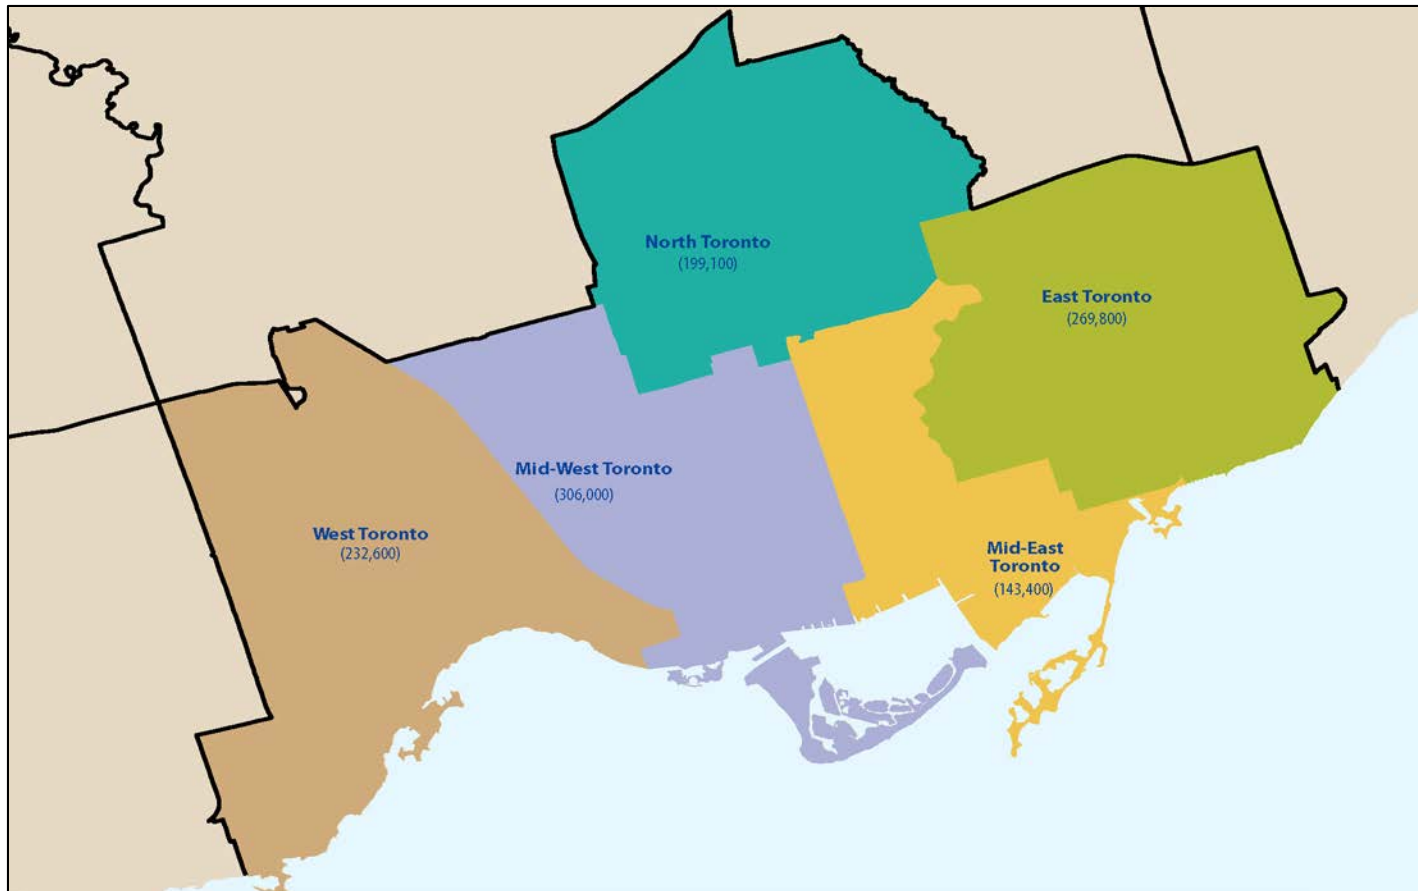 North Toronto
(199,100)
East Toronto
(269,800)
Mid-West Toronto
(306,000)
West Toronto
(232,600)
Mid-East
Toronto
(143,400)